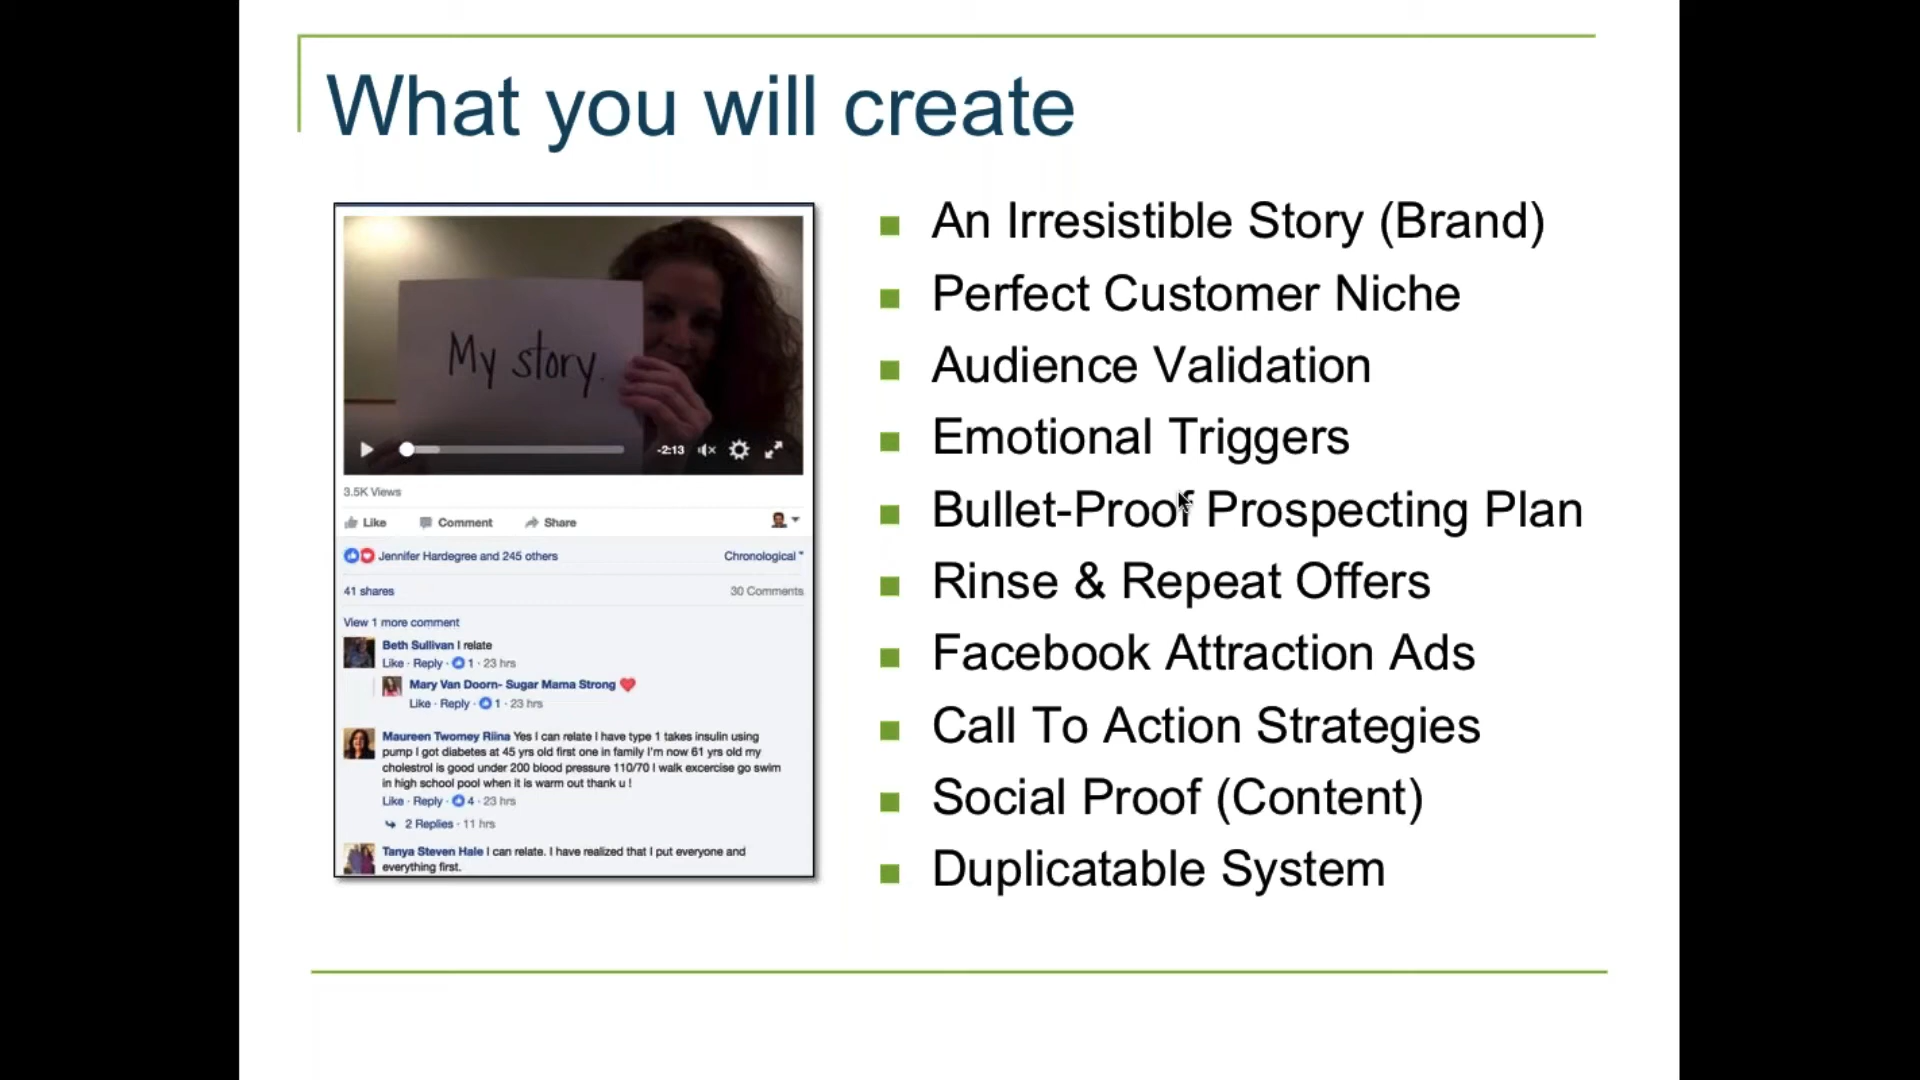 What you will create
My story.
-2:13
3.5K Views
Like Comment Share
Jennifer Hardegree and 245 others Chronological
41 shares 30 Comments
View 1 more comment
Beth Sullivan I relate
Like · Reply · 1 · 23 hrs
Mary Van Doorn- Sugar Mama Strong
Like · Reply · 1 · 23 hrs
Maureen Twomey Riina Yes I can relate I have type 1 takes insulin using
pump I got diabetes at 45 yrs old first one in family I'm now 61 yrs old my
cholestrol is good under 200 blood pressure 110/70 I walk excercise go swim
in high school pool when it is warm out thank u !
Like · Reply · 4 · 23 hrs
2 Replies · 11 hrs
Tanya Steven Hale I can relate. I have realized that I put everyone and
everything first.
An Irresistible Story (Brand)
Perfect Customer Niche
Audience Validation
Emotional Triggers
Bullet-Proof Prospecting Plan
Rinse & Repeat Offers
Facebook Attraction Ads
Call To Action Strategies
Social Proof (Content)
Duplicatable System